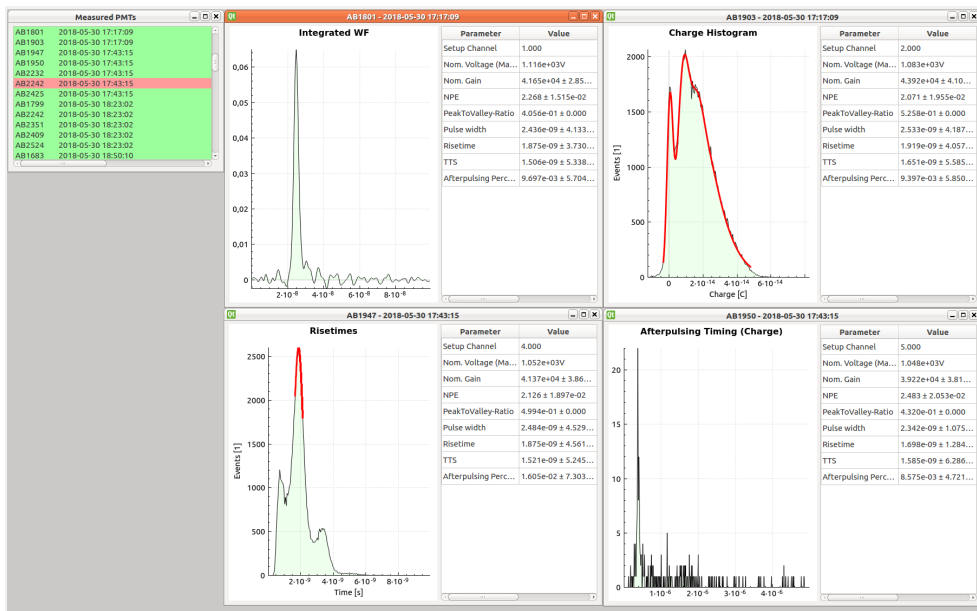 Measured PMTs
AB1801 2018-05-30 17:17:09
AB1903 2018-05-30 17:17:09
AB1947 2018-05-30 17:43:15
AB1950 2018-05-30 17:43:15
AB2232 2018-05-30 17:43:15
AB2242 2018-05-30 17:43:15
AB2425 2018-05-30 17:43:15
AB1799 2018-05-30 18:23:02
AB2242 2018-05-30 18:23:02
AB2351 2018-05-30 18:23:02
AB2409 2018-05-30 18:23:02
AB2524 2018-05-30 18:23:02
AB1683 2018-05-30 18:50:10
Qt AB1801 - 2018-05-30 17:17:09
Integrated WF
0,06
0,05
0,04
0,03
0,02
0,01
0
2·10⁻⁸ 4·10⁻⁸ 6·10⁻⁸ 8·10⁻⁸
Parameter Value
Setup Channel 1.000
Nom. Voltage (Ma... 1.116e+03V
Nom. Gain 4.165e+04 ± 2.85...
NPE 2.268 ± 1.515e-02
PeakToValley-Ratio 4.056e-01 ± 0.000
Pulse width 2.436e-09 ± 4.133...
Risetime 1.875e-09 ± 3.730...
TTS 1.506e-09 ± 5.338...
Afterpulsing Perc... 9.697e-03 ± 5.704...
Qt AB1903 - 2018-05-30 17:17:09
Charge Histogram
2000
1500
1000
500
0
Events [1]
0 2·10⁻¹⁴ 4·10⁻¹⁴ 6·10⁻¹⁴
Charge [C]
Parameter Value
Setup Channel 2.000
Nom. Voltage (Ma... 1.083e+03V
Nom. Gain 4.392e+04 ± 4.10...
NPE 2.071 ± 1.955e-02
PeakToValley-Ratio 5.258e-01 ± 0.000
Pulse width 2.533e-09 ± 4.187...
Risetime 1.919e-09 ± 4.057...
TTS 1.651e-09 ± 5.585...
Afterpulsing Perc... 9.397e-03 ± 5.850...
Qt AB1947 - 2018-05-30 17:43:15
Risetimes
2500
2000
1500
1000
500
0
Events [1]
2·10⁻⁹ 4·10⁻⁹ 6·10⁻⁹ 8·10⁻⁹
Time [s]
Parameter Value
Setup Channel 4.000
Nom. Voltage (Ma... 1.052e+03V
Nom. Gain 4.137e+04 ± 3.86...
NPE 2.126 ± 1.897e-02
PeakToValley-Ratio 4.994e-01 ± 0.000
Pulse width 2.484e-09 ± 4.529...
Risetime 1.875e-09 ± 4.561...
TTS 1.521e-09 ± 5.245...
Afterpulsing Perc... 1.605e-02 ± 7.303...
Qt AB1950 - 2018-05-30 17:43:15
Afterpulsing Timing (Charge)
20
15
10
5
0
1·10⁻⁶ 2·10⁻⁶ 3·10⁻⁶ 4·10⁻⁶
Parameter Value
Setup Channel 5.000
Nom. Voltage (Ma... 1.048e+03V
Nom. Gain 3.922e+04 ± 3.81...
NPE 2.483 ± 2.053e-02
PeakToValley-Ratio 4.320e-01 ± 0.000
Pulse width 2.342e-09 ± 1.075...
Risetime 1.698e-09 ± 1.284...
TTS 1.585e-09 ± 6.286...
Afterpulsing Perc... 8.575e-03 ± 4.721...